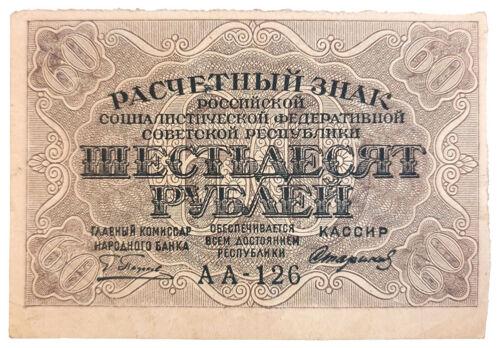 60 60
РАСЧЕТНЫЙ ЗНАК
РОССИЙСКОЙ
СОЦИАЛИСТИЧЕСКОЙ ФЕДЕРАТИВНОЙ
СОВЕТСКОЙ РЕСПУБЛИКИ
ШЕСТЬДЕСЯТ
РУБЛЕЙ
ГЛАВНЫЙ КОМИССАР
НАРОДНОГО БАНКА
ОБЕСПЕЧИВАЕТСЯ
ВСЕМ ДОСТОЯНИЕМ
РЕСПУБЛИКИ
КАССИР
АА-126
60 60